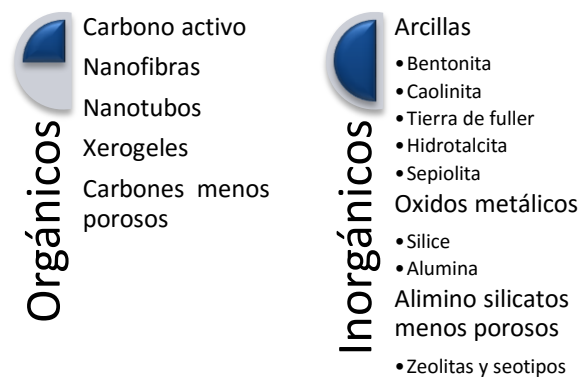 Orgánicos
Carbono activo
Nanofibras
Nanotubos
Xerogeles
Carbones menos
porosos
Inorgánicos
Arcillas
•Bentonita
•Caolinita
•Tierra de fuller
•Hidrotalcita
•Sepiolita
Oxidos metálicos
•Silice
•Alumina
Alimino silicatos
menos porosos
•Zeolitas y seotipos